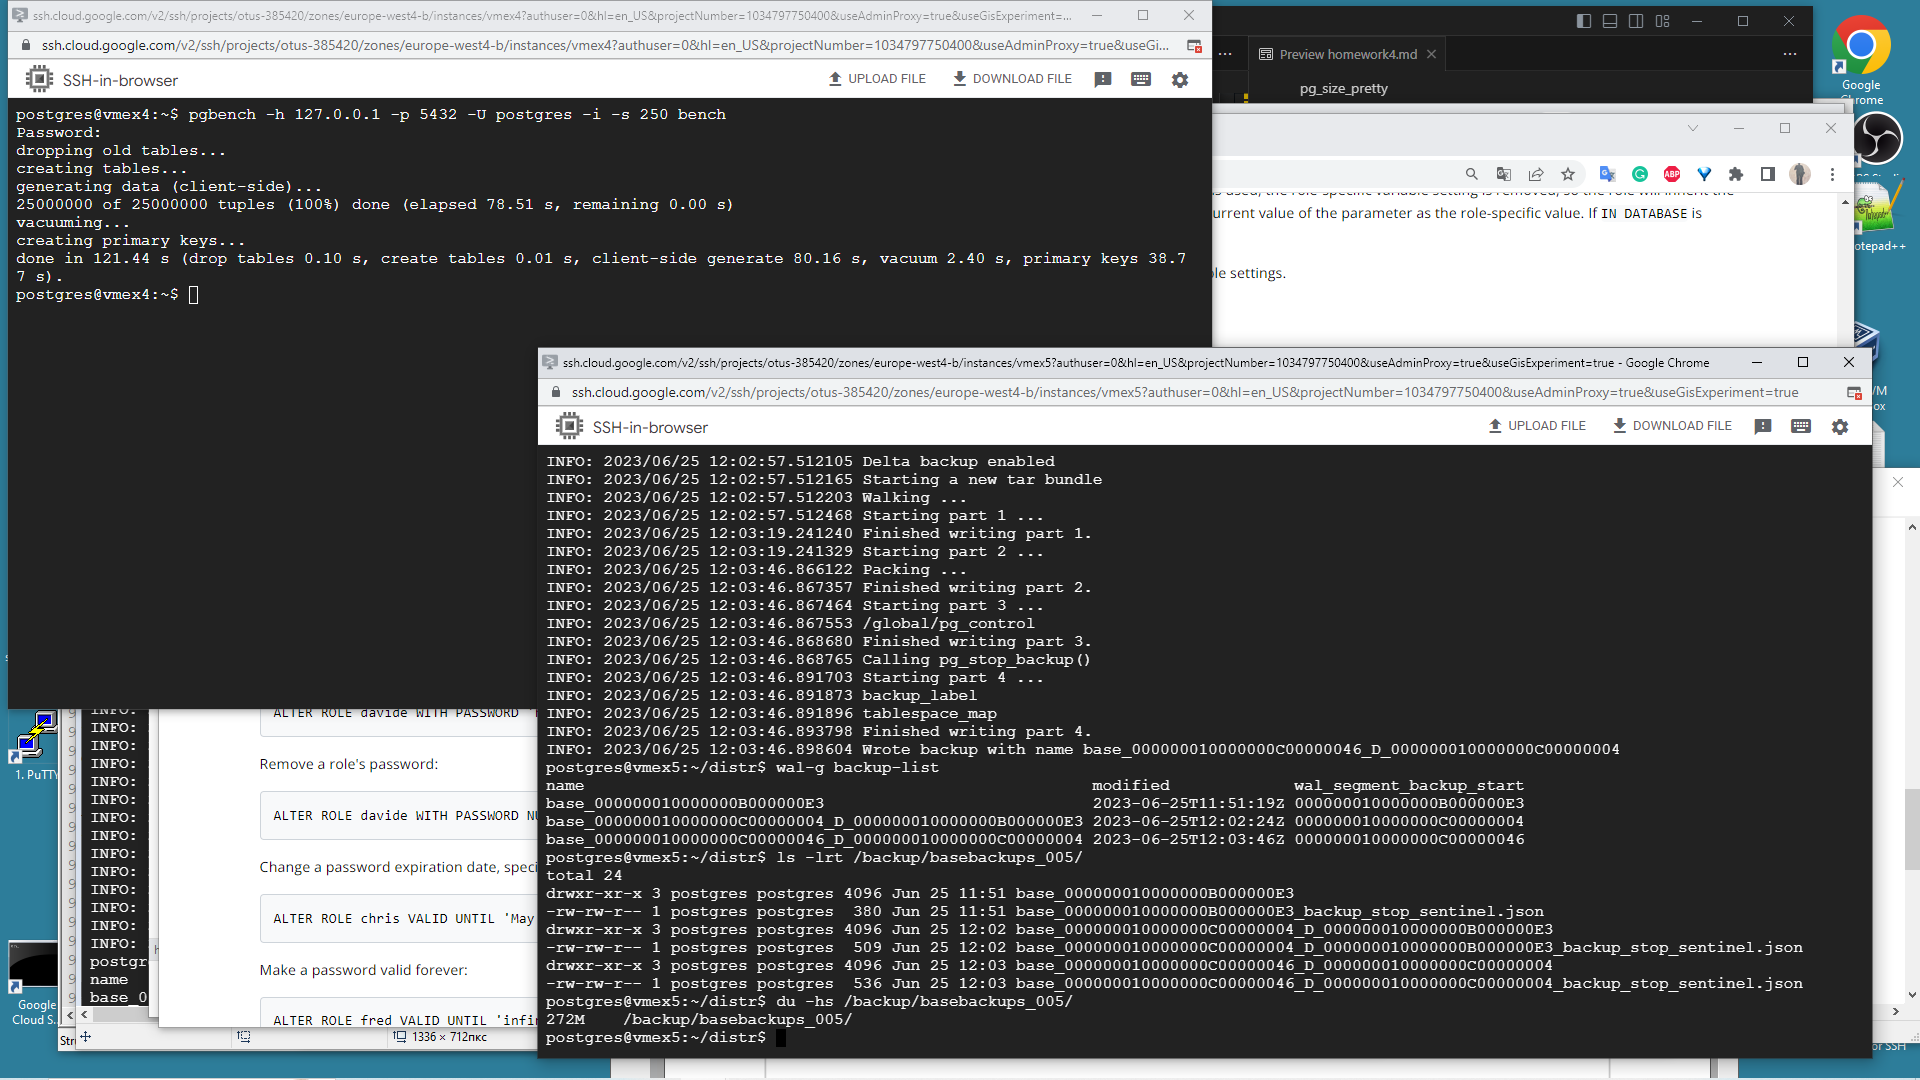 ssh.cloud.google.com/v2/ssh/projects/otus-385420/zones/europe-west4-b/instances/vmex4?authuser=0&hl=en_US&projectNumber=1034797750400&useAdminProxy=true&useGisExperiment=...
ssh.cloud.google.com/v2/ssh/projects/otus-385420/zones/europe-west4-b/instances/vmex4?authuser=0&hl=en_US&projectNumber=1034797750400&useAdminProxy=true&useGi...
SSH-in-browser
UPLOAD FILE
DOWNLOAD FILE
postgres@vmex4:~$ pgbench -h 127.0.0.1 -p 5432 -U postgres -i -s 250 bench
Password:
dropping old tables...
creating tables...
generating data (client-side)...
25000000 of 25000000 tuples (100%) done (elapsed 78.51 s, remaining 0.00 s)
vacuuming...
creating primary keys...
done in 121.44 s (drop tables 0.10 s, create tables 0.01 s, client-side generate 80.16 s, vacuum 2.40 s, primary keys 38.7
7 s).
postgres@vmex4:~$
Preview homework4.md
pg_size_pretty
ABP
urrent value of the parameter as the role-specific value. If IN DATABASE is
le settings.
Google
Chrome
otepad++
ssh.cloud.google.com/v2/ssh/projects/otus-385420/zones/europe-west4-b/instances/vmex5?authuser=0&hl=en_US&projectNumber=1034797750400&useAdminProxy=true&useGisExperiment=true - Google Chrome
ssh.cloud.google.com/v2/ssh/projects/otus-385420/zones/europe-west4-b/instances/vmex5?authuser=0&hl=en_US&projectNumber=1034797750400&useAdminProxy=true&useGisExperiment=true
SSH-in-browser
UPLOAD FILE
DOWNLOAD FILE
INFO: 2023/06/25 12:02:57.512105 Delta backup enabled
INFO: 2023/06/25 12:02:57.512165 Starting a new tar bundle
INFO: 2023/06/25 12:02:57.512203 Walking ...
INFO: 2023/06/25 12:02:57.512468 Starting part 1 ...
INFO: 2023/06/25 12:03:19.241240 Finished writing part 1.
INFO: 2023/06/25 12:03:19.241329 Starting part 2 ...
INFO: 2023/06/25 12:03:46.866122 Packing ...
INFO: 2023/06/25 12:03:46.867357 Finished writing part 2.
INFO: 2023/06/25 12:03:46.867464 Starting part 3 ...
INFO: 2023/06/25 12:03:46.867553 /global/pg_control
INFO: 2023/06/25 12:03:46.868680 Finished writing part 3.
INFO: 2023/06/25 12:03:46.868765 Calling pg_stop_backup()
INFO: 2023/06/25 12:03:46.891703 Starting part 4 ...
INFO: 2023/06/25 12:03:46.891873 backup_label
INFO: 2023/06/25 12:03:46.891896 tablespace_map
INFO: 2023/06/25 12:03:46.893798 Finished writing part 4.
INFO: 2023/06/25 12:03:46.898604 Wrote backup with name base_000000010000000C00000046_D_000000010000000C00000004
postgres@vmex5:~/distr$ wal-g backup-list
name modified wal_segment_backup_start
base_000000010000000B000000E3 2023-06-25T11:51:19Z 000000010000000B000000E3
base_000000010000000C00000004_D_000000010000000B000000E3 2023-06-25T12:02:24Z 000000010000000C00000004
base_000000010000000C00000046_D_000000010000000C00000004 2023-06-25T12:03:46Z 000000010000000C00000046
postgres@vmex5:~/distr$ ls -lrt /backup/basebackups_005/
total 24
drwxr-xr-x 3 postgres postgres 4096 Jun 25 11:51 base_000000010000000B000000E3
-rw-rw-r-- 1 postgres postgres  380 Jun 25 11:51 base_000000010000000B000000E3_backup_stop_sentinel.json
drwxr-xr-x 3 postgres postgres 4096 Jun 25 12:02 base_000000010000000C00000004_D_000000010000000B000000E3
-rw-rw-r-- 1 postgres postgres  509 Jun 25 12:02 base_000000010000000C00000004_D_000000010000000B000000E3_backup_stop_sentinel.json
drwxr-xr-x 3 postgres postgres 4096 Jun 25 12:03 base_000000010000000C00000046_D_000000010000000C00000004
-rw-rw-r-- 1 postgres postgres  536 Jun 25 12:03 base_000000010000000C00000046_D_000000010000000C00000004_backup_stop_sentinel.json
postgres@vmex5:~/distr$ du -hs /backup/basebackups_005/
272M /backup/basebackups_005/
postgres@vmex5:~/distr$
1. PuTTY
Google
Cloud S...
INFO:
INFO:
INFO:
INFO:
INFO:
INFO:
INFO:
INFO:
INFO:
INFO:
INFO:
INFO:
INFO:
INFO:
postgr
name
base_0
ALTER ROLE davide WITH PASSWORD
Remove a role's password:
ALTER ROLE davide WITH PASSWORD NU
Change a password expiration date, speci
ALTER ROLE chris VALID UNTIL 'May
Make a password valid forever:
ALTER ROLE fred VALID UNTIL 'infin
1336 × 712пкс